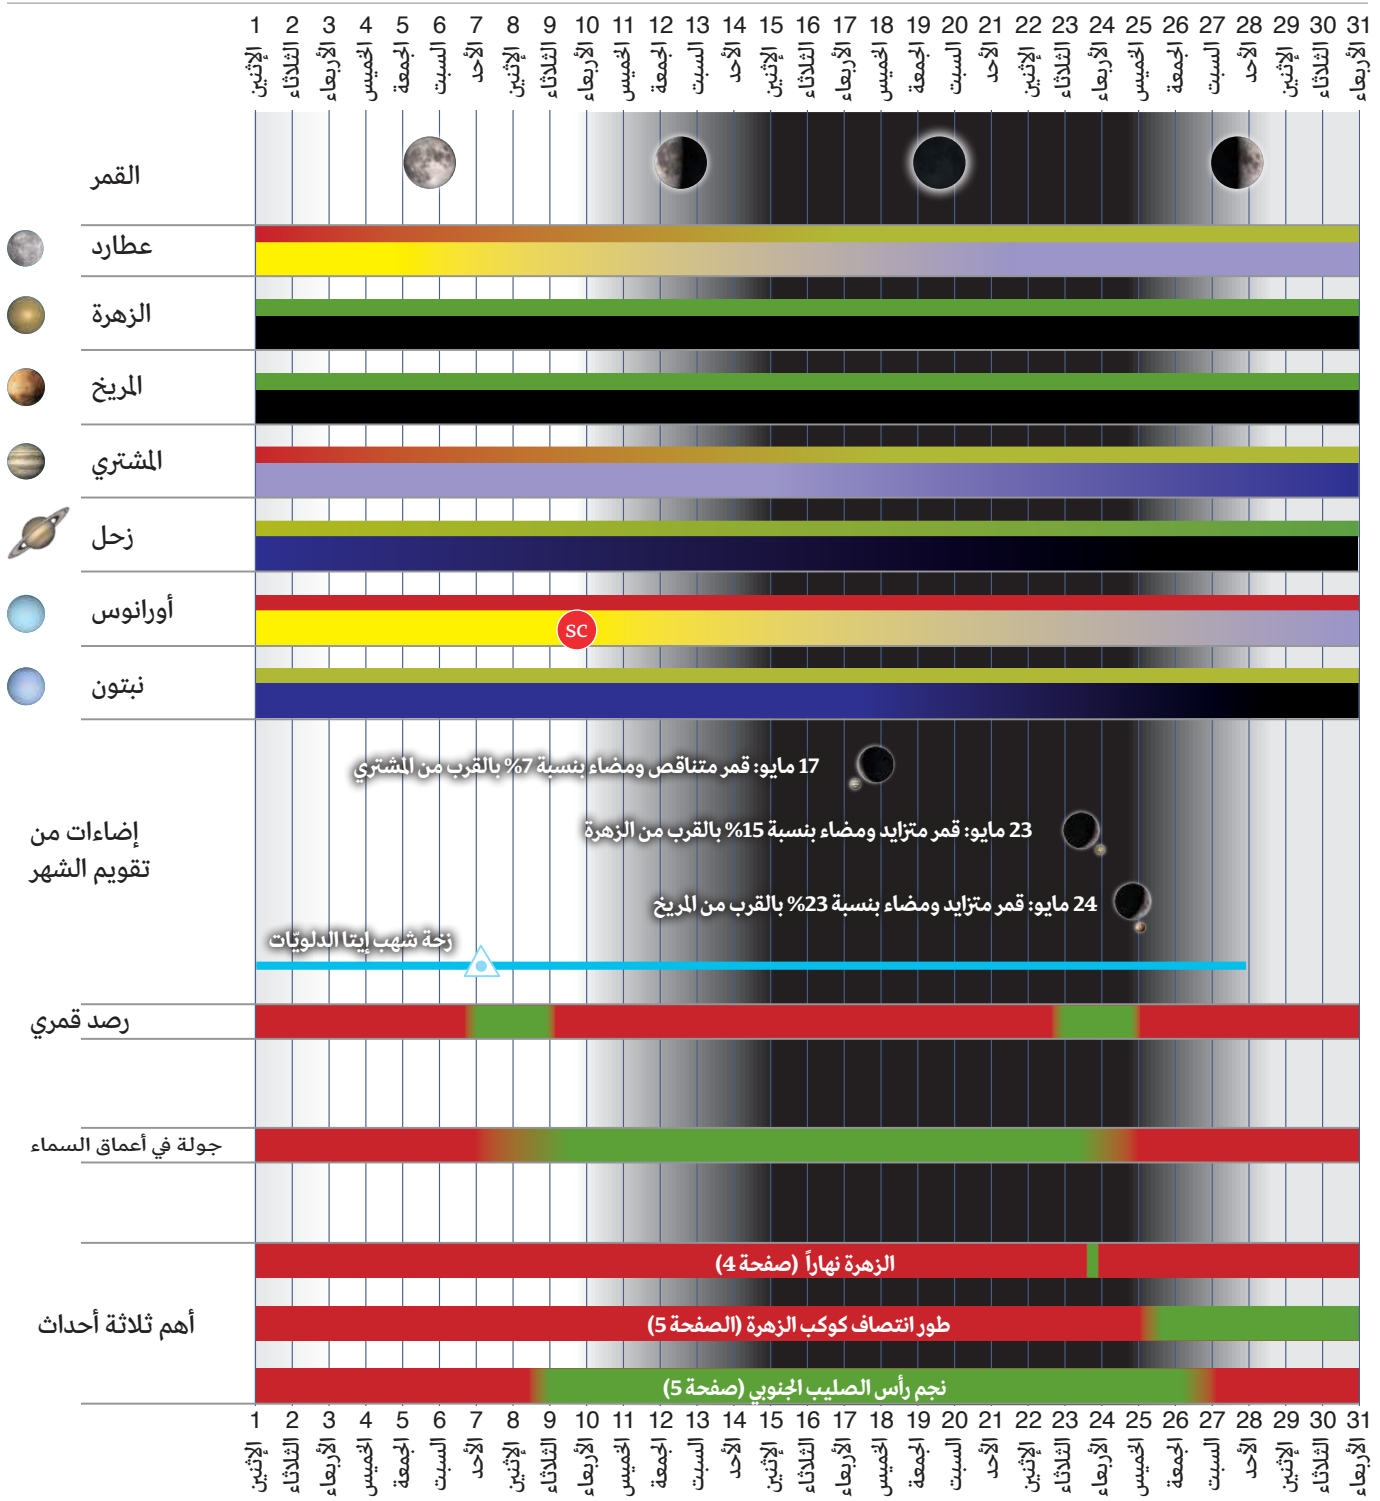 1 2 3 4 5 6 7 8 9 10 11 12 13 14 15 16 17 18 19 20 21 22 23 24 25 26 27 28 29 30 31
الإثنين الثلاثاء الأربعاء الخميس الجمعة السبت الأحد الإثنين الثلاثاء الأربعاء الخميس الجمعة السبت الأحد الإثنين الثلاثاء الأربعاء الخميس الجمعة السبت الأحد الإثنين الثلاثاء الأربعاء الخميس الجمعة السبت الأحد الإثنين الثلاثاء الأربعاء
القمر
عطارد
الزهرة
المريخ
المشتري
زحل
أورانوس
SC
نبتون
إضاءات من
تقويم الشهر
17 مايو: قمر متناقص ومضاء بنسبة 7% بالقرب من المشتري
23 مايو: قمر متزايد ومضاء بنسبة 15% بالقرب من الزهرة
24 مايو: قمر متزايد ومضاء بنسبة 23% بالقرب من المريخ
زخة شهب إيتا الدلويّات
رصد قمري
جولة في أعماق السماء
أهم ثلاثة أحداث
الزهرة نهاراً (صفحة 4)
طور انتصاف كوكب الزهرة (الصفحة 5)
نجم رأس الصليب الجنوبي (صفحة 5)
1 2 3 4 5 6 7 8 9 10 11 12 13 14 15 16 17 18 19 20 21 22 23 24 25 26 27 28 29 30 31
الإثنين الثلاثاء الأربعاء الخميس الجمعة السبت الأحد الإثنين الثلاثاء الأربعاء الخميس الجمعة السبت الأحد الإثنين الثلاثاء الأربعاء الخميس الجمعة السبت الأحد الإثنين الثلاثاء الأربعاء الخميس الجمعة السبت الأحد الإثنين الثلاثاء الأربعاء